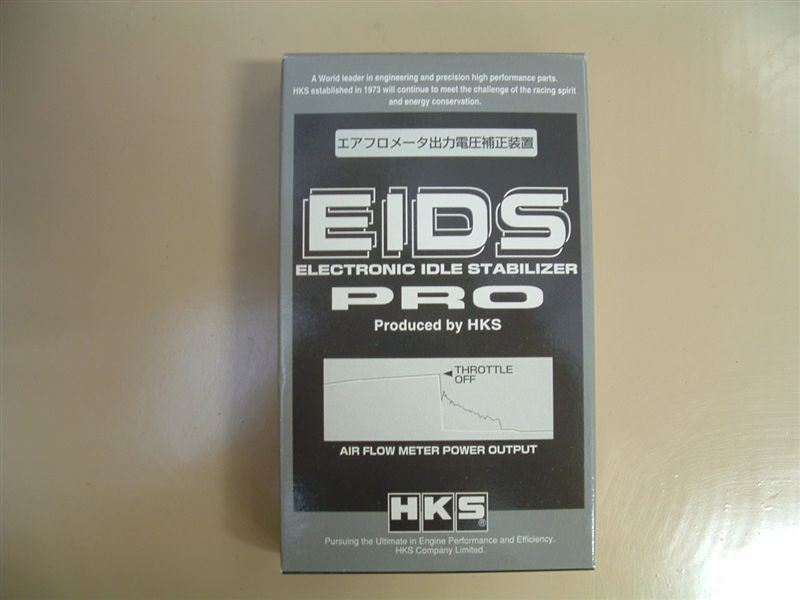 A World leader in engineering and precision high performance parts.
HKS established in 1973 will continue to meet the challenge of the racing spirit
and energy conservation.
エアフロメータ出力電圧補正装置
EIDS
ELECTRONIC IDLE STABILIZER
PRO
Produced by HKS
◀ THROTTLE
OFF
AIR FLOW METER POWER OUTPUT
HKS®
Pursuing the Ultimate in Engine Performance and Efficiency.
HKS Company Limited.